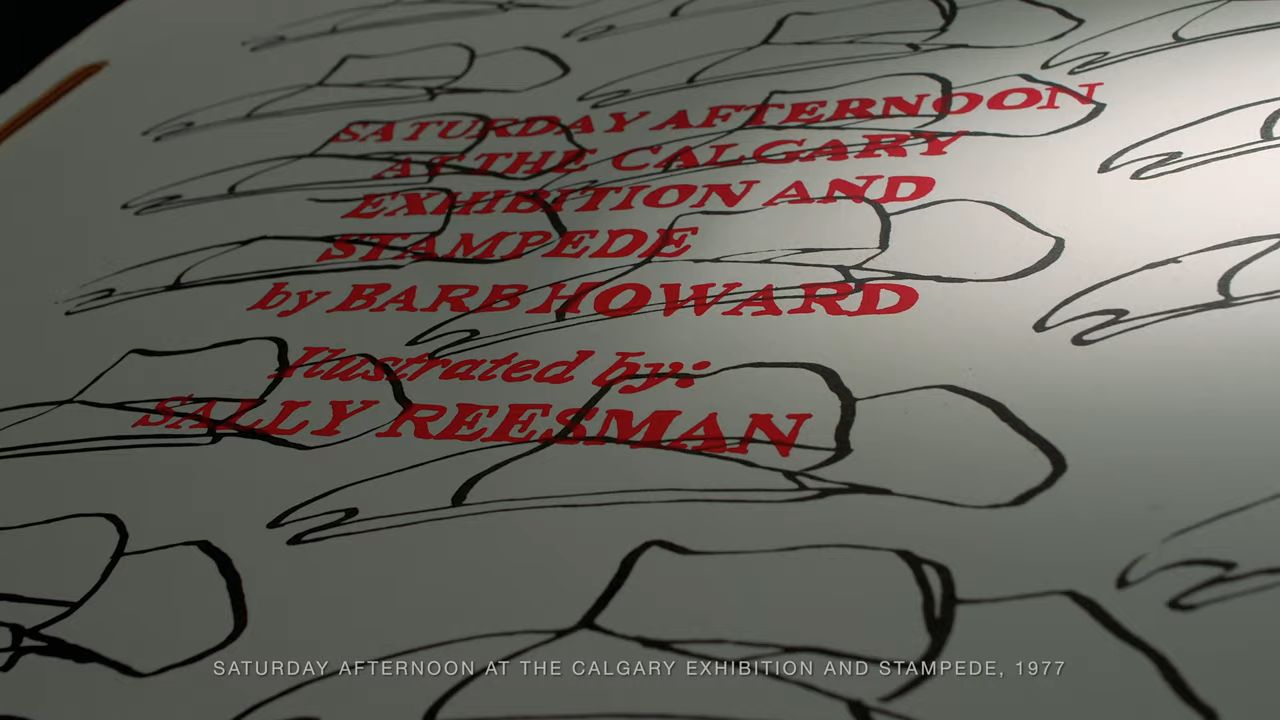 SATURDAY AFTERNOON
AT THE CALGARY
EXHIBITION AND
STAMPEDE
by BARB HOWARD
Illustrated by:
SALLY REESMAN
SATURDAY AFTERNOON AT THE CALGARY EXHIBITION AND STAMPEDE, 1977